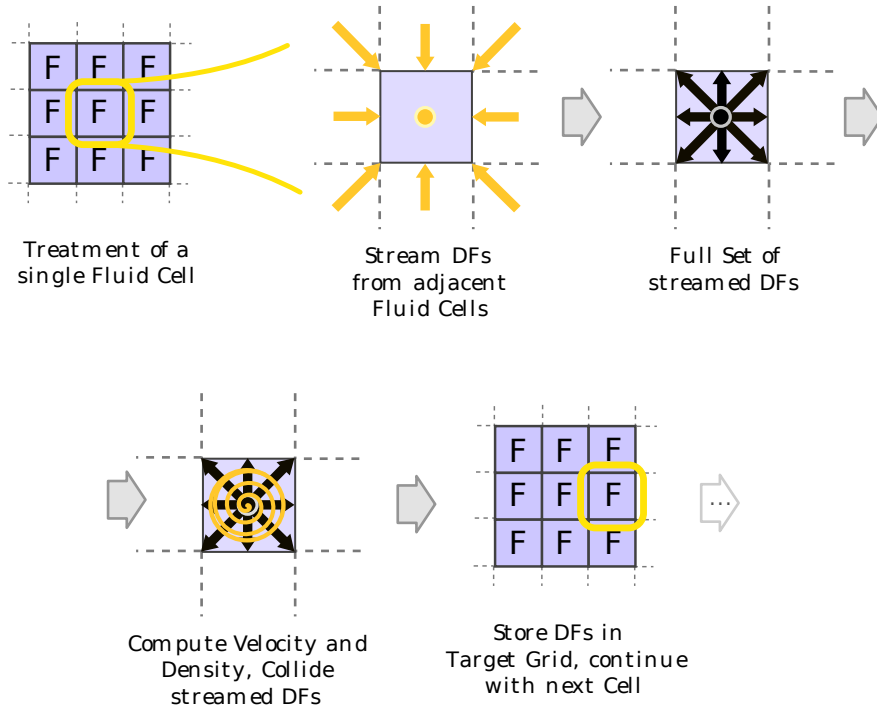 F F F
F F F
F F F
Treatment of a
single Fluid Cell
Stream DFs
from adjacent
Fluid Cells
Full Set of
streamed DFs
Compute Velocity and
Density, Collide
streamed DFs
F F F
F F F
F F F
Store DFs in
Target Grid, continue
with next Cell
...